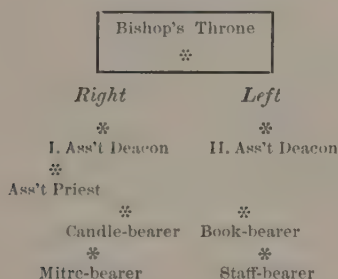 Bishop's Throne
Right Left
I. Ass't Deacon II. Ass't Deacon
Ass't Priest
Candle-bearer Book-bearer
Mitre-bearer Staff-bearer